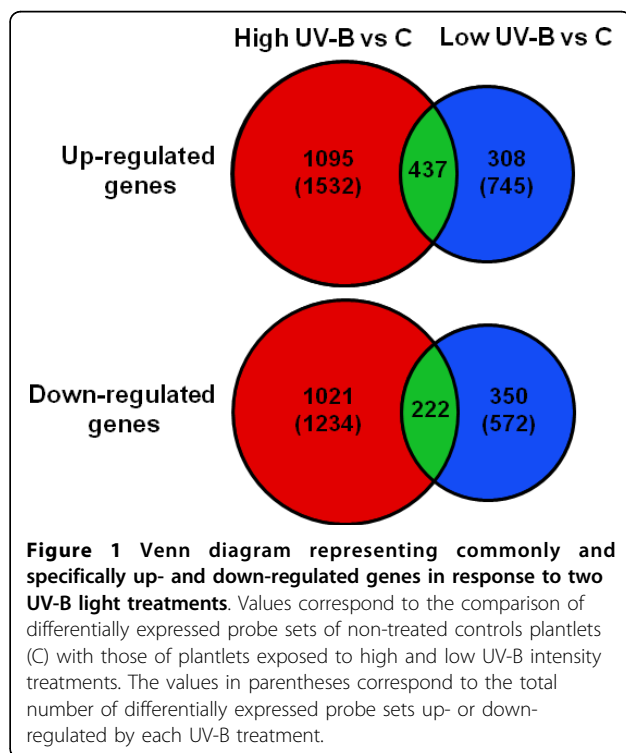 High UV-B vs C Low UV-B vs C
Up-regulated
genes
1095
(1532)
437
308
(745)
Down-regulated
genes
1021
(1234)
222
350
(572)
Figure 1 Venn diagram representing commonly and
specifically up- and down-regulated genes in response to two
UV-B light treatments. Values correspond to the comparison of
differentially expressed probe sets of non-treated controls plantlets
(C) with those of plantlets exposed to high and low UV-B intensity
treatments. The values in parentheses correspond to the total
number of differentially expressed probe sets up- or down-
regulated by each UV-B treatment.